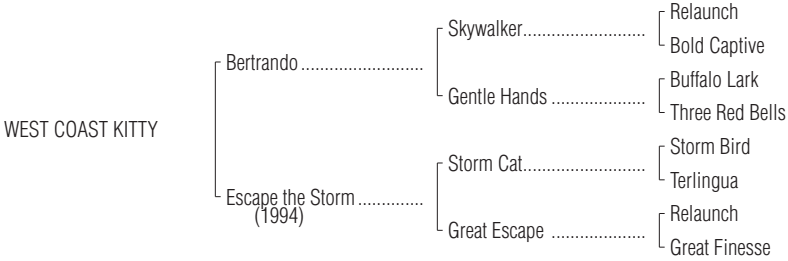 Relaunch
Skywalker..........................
Bold Captive
Bertrando ..........................
Buffalo Lark
Gentle Hands ....................
Three Red Bells
WEST COAST KITTY
Storm Bird
Storm Cat..........................
Terlingua
Escape the Storm ..............
(1994)
Relaunch
Great Escape ....................
Great Finesse